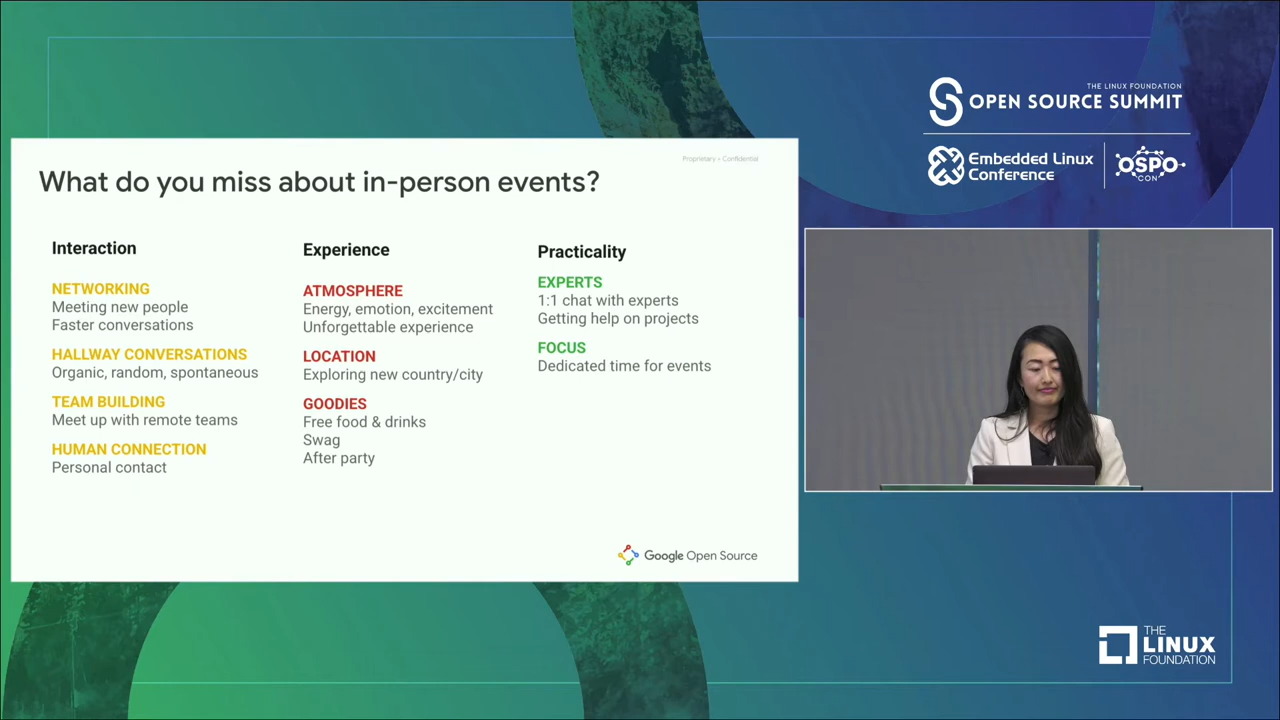 THE LINUX FOUNDATION
OPEN SOURCE SUMMIT
Embedded Linux
Conference
OSPO
CON
Proprietary + Confidential
What do you miss about in-person events?
Interaction
NETWORKING
Meeting new people
Faster conversations
HALLWAY CONVERSATIONS
Organic, random, spontaneous
TEAM BUILDING
Meet up with remote teams
HUMAN CONNECTION
Personal contact
Experience
ATMOSPHERE
Energy, emotion, excitement
Unforgettable experience
LOCATION
Exploring new country/city
GOODIES
Free food & drinks
Swag
After party
Practicality
EXPERTS
1:1 chat with experts
Getting help on projects
FOCUS
Dedicated time for events
Google Open Source
THE
LINUX
FOUNDATION